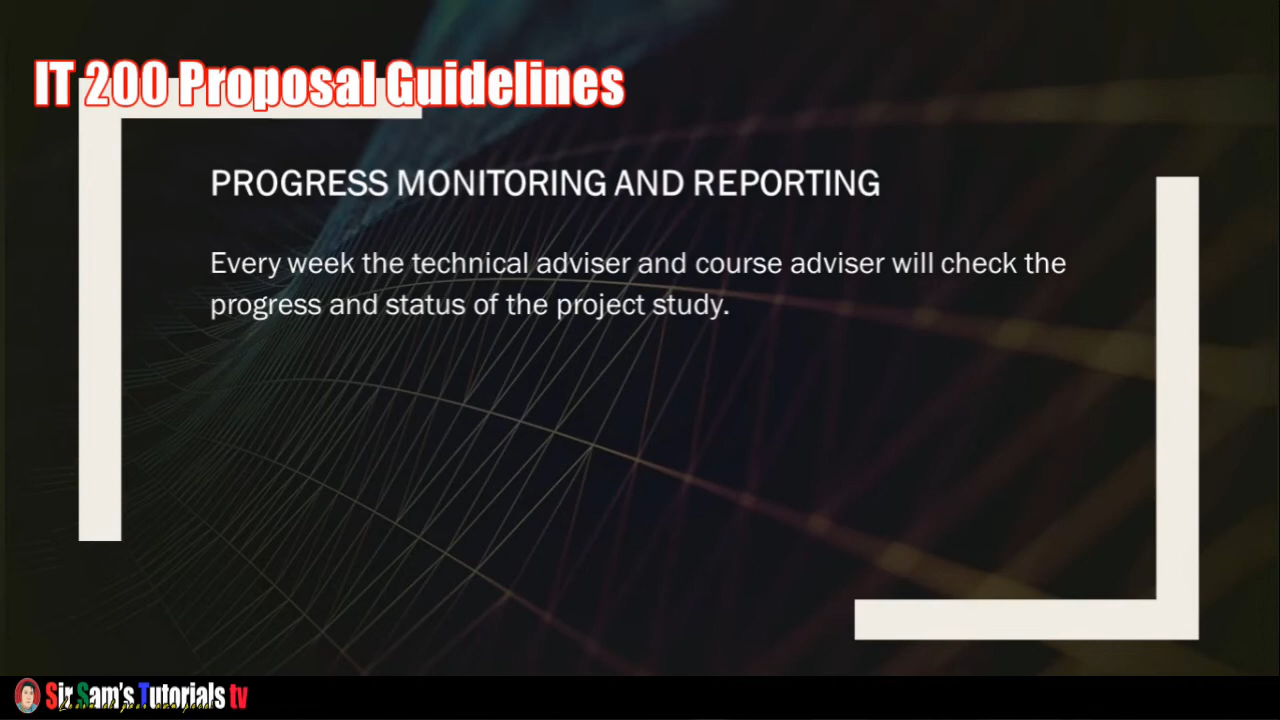 IT 200 Proposal Guidelines
PROGRESS MONITORING AND REPORTING
Every week the technical adviser and course adviser will check the
progress and status of the project study.
Sir Sam's Tutorials tv